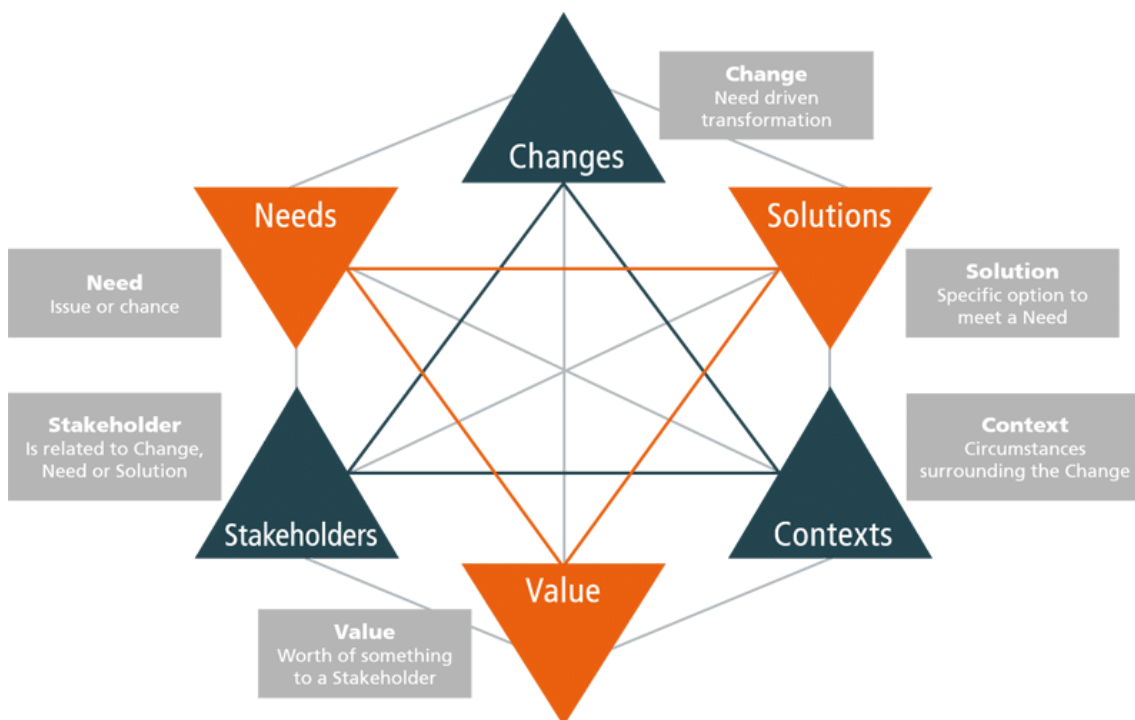 Change
Need driven
transformation
Changes
Needs
Solutions
Need
Issue or chance
Solution
Specific option to
meet a Need
Stakeholder
Is related to Change,
Need or Solution
Context
Circumstances
surrounding the Change
Stakeholders
Contexts
Value
Value
Worth of something
to a Stakeholder